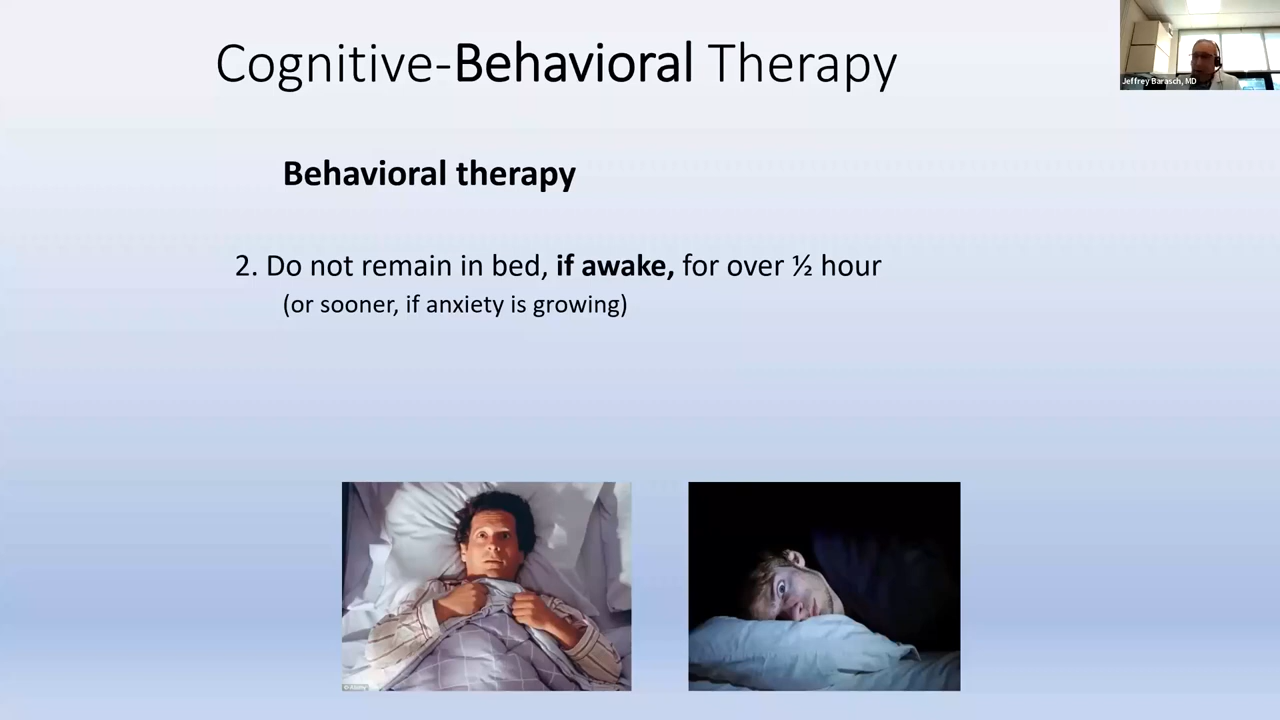 Cognitive-Behavioral Therapy
Jeffrey Barasch, MD
Behavioral therapy
2. Do not remain in bed, if awake, for over ½ hour
(or sooner, if anxiety is growing)